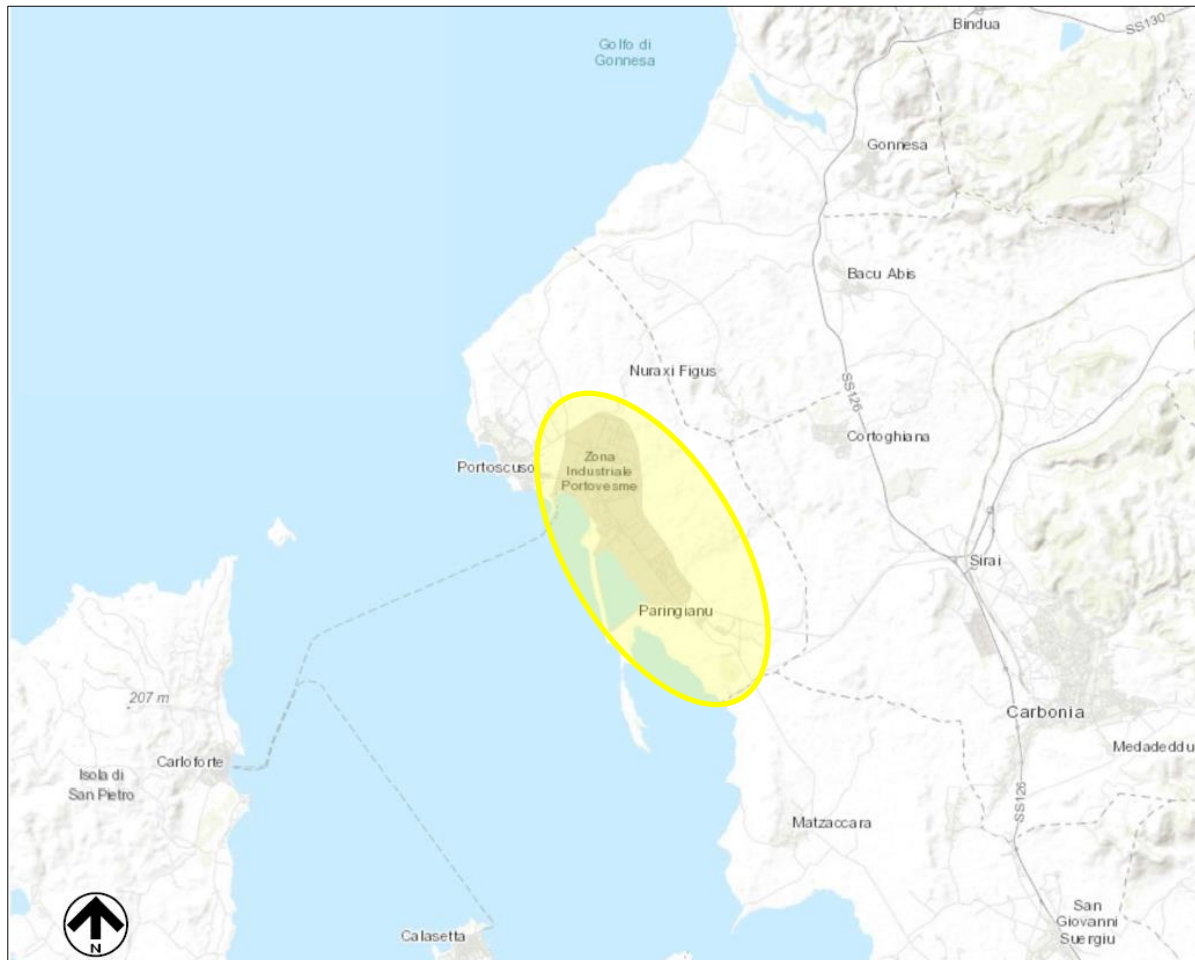 Bindua
SS130
Golfo di
Gonnesa
Gonnesa
Bacu Abis
Nuraxi Figus
SS126
Cortoghiana
Portoscuso
Zona
Industriale
Portovesme
Sirai
Paringianu
207 m
Carbonia
Carloforte
Medadeddu
Isola di
San Pietro
SS126
Matzaccara
San
Giovanni
Suergiu
Calasetta
N